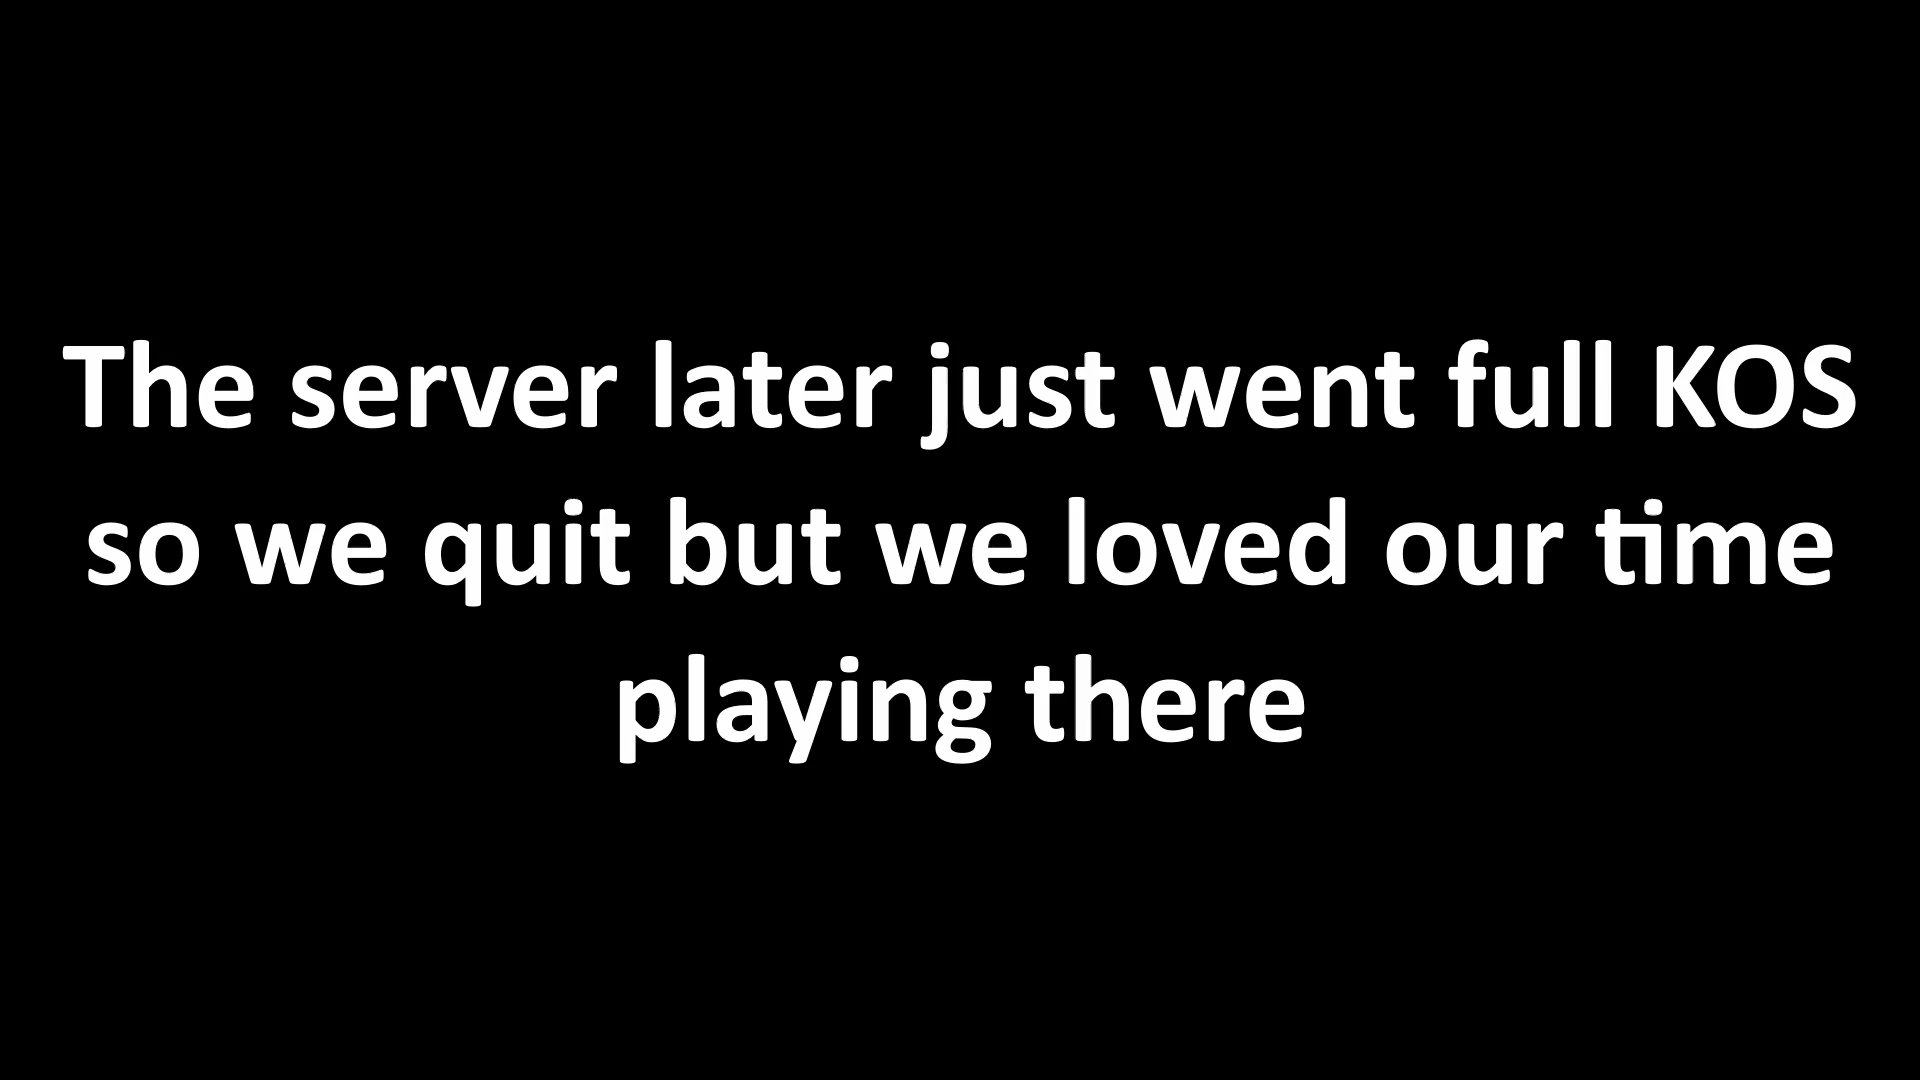 The server later just went full KOS
so we quit but we loved our time
playing there